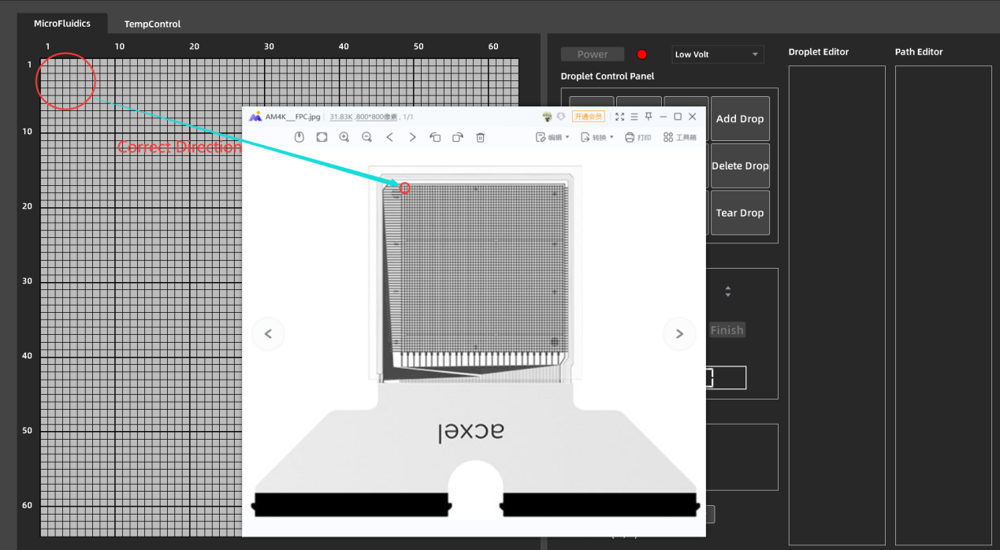 MicroFluidics
TempControl
1 10 20 30 40 50 60
1
10
20
30
40
50
60
Correct Direction
AM4K__FPC.jpg
31.83K ,800*800像素 , 1/1
开通会员
编辑
转换
打印
工具箱
acxel
Power
Low Volt
Droplet Control Panel
Add Drop
Delete Drop
Tear Drop
Finish
Droplet Editor
Path Editor